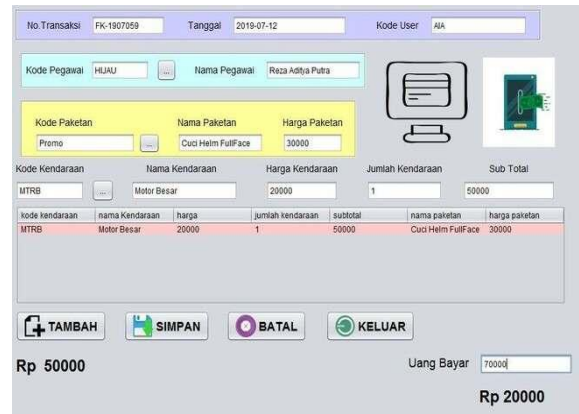 No.Transaksi FK-1907059 Tanggal 2019-07-12 Kode User AIA
Kode Pegawai HIJAU ... Nama Pegawai Reza Aditya Putra
Kode Paketan Nama Paketan Harga Paketan
Promo ... Cuci Helm FullFace 30000
Kode Kendaraan Nama Kendaraan Harga Kendaraan Jumlah Kendaraan Sub Total
MTRB ... Motor Besar 20000 1 50000
kode kendaraan nama Kendaraan harga jumlah kendaraan subtotal nama paketan harga paketan
MTRB Motor Besar 20000 1 50000 Cuci Helm FullFace 30000
TAMBAH SIMPAN BATAL KELUAR
Rp 50000 Uang Bayar 70000
Rp 20000